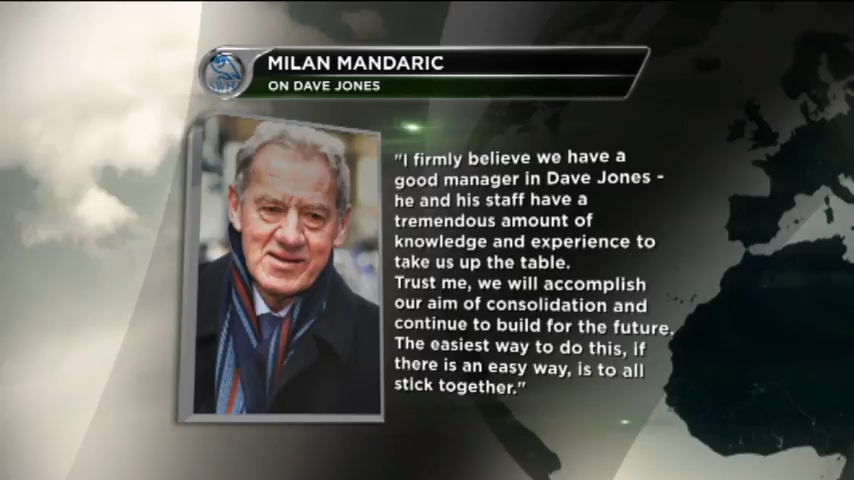 MILAN MANDARIC
ON DAVE JONES
"I firmly believe we have a
good manager in Dave Jones -
he and his staff have a
tremendous amount of
knowledge and experience to
take us up the table.
Trust me, we will accomplish
our aim of consolidation and
continue to build for the future.
The easiest way to do this, if
there is an easy way, is to all
stick together."